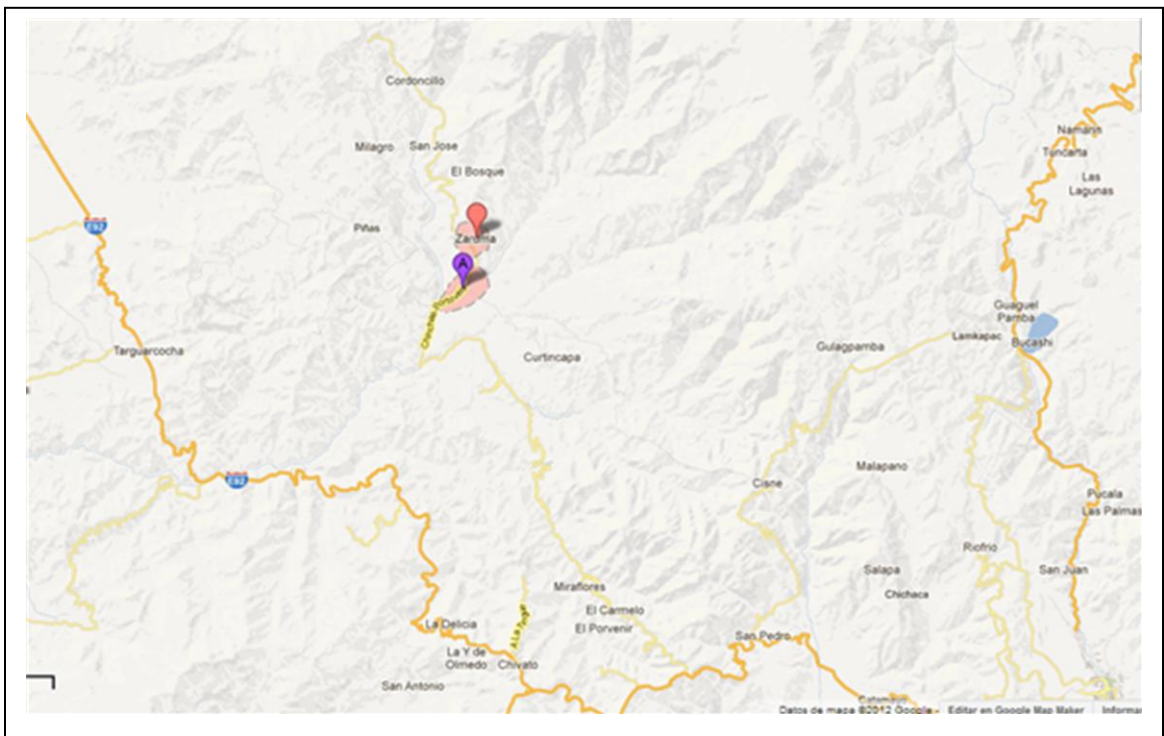 Cordoncillo
Namarin
Milagro
San Jose
Tuncarta
El Bosque
Las
Lagunas
E92
Piñas
Zaruma
A
Guaguel
Pamba
Lamkapac
Bucashi
Targuarcocha
Curtincapa
Gulagpamba
Malapano
E92
Cisne
Pucala
Las Palmas
Riofrio
Salapa
San Juan
Miraflores
Chichaca
El Carmelo
La Delicia
El Porvenir
San Pedro
La Y de
Olmedo
Chivato
San Antonio
Catamayo
Datos de mapa ©2012 Google -
Editar en Google Map Maker
Informar